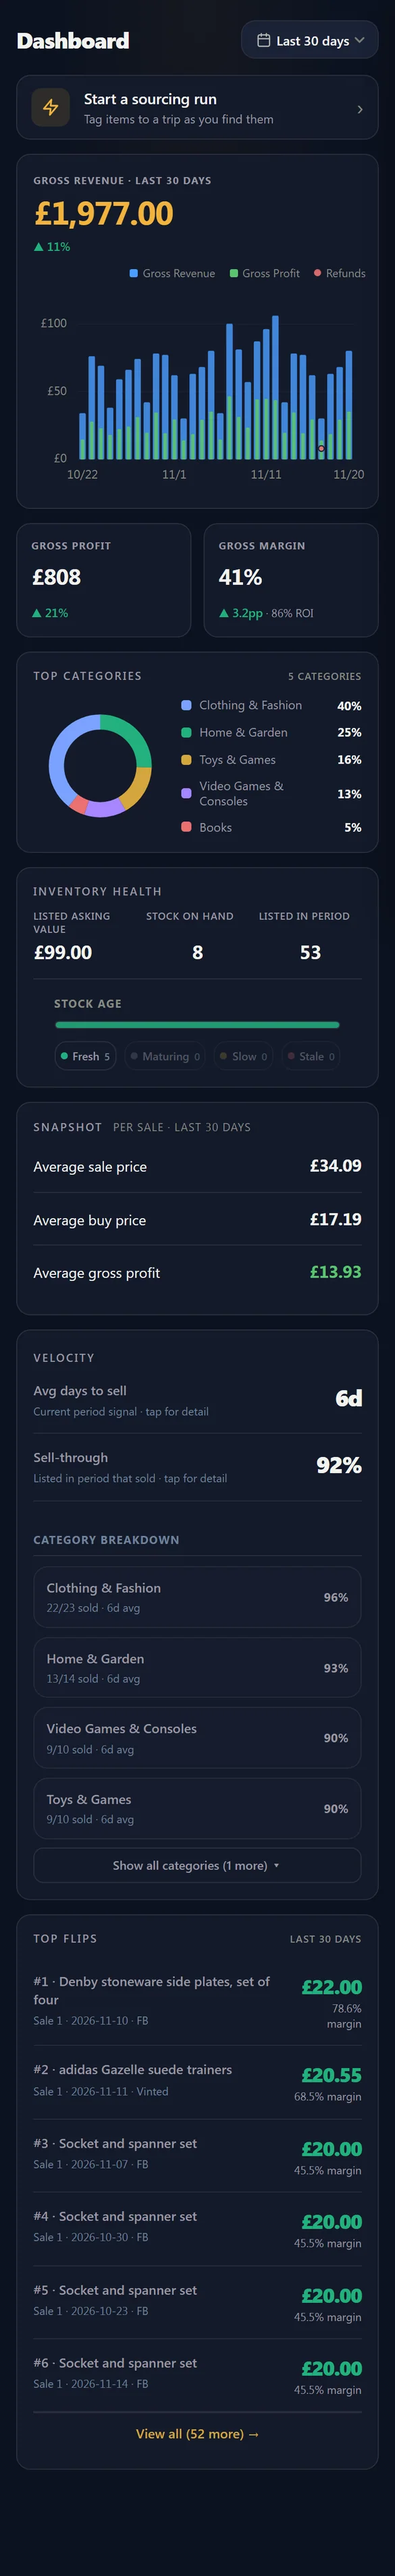 Dashboard
Last 30 days
Start a sourcing run
Tag items to a trip as you find them
GROSS REVENUE · LAST 30 DAYS
£1,977.00
▲ 11%
Gross Revenue
Gross Profit
Refunds
£100
£50
£0
10/22
11/1
11/11
11/20
GROSS PROFIT
£808
▲ 21%
GROSS MARGIN
41%
▲ 3.2pp · 86% ROI
TOP CATEGORIES
5 CATEGORIES
Clothing & Fashion 40%
Home & Garden 25%
Toys & Games 16%
Video Games &
Consoles
13%
Books 5%
INVENTORY HEALTH
LISTED ASKING
VALUE
£99.00
STOCK ON HAND
8
LISTED IN PERIOD
53
STOCK AGE
Fresh 5
Maturing 0
Slow 0
Stale 0
SNAPSHOT PER SALE · LAST 30 DAYS
Average sale price £34.09
Average buy price £17.19
Average gross profit £13.93
VELOCITY
Avg days to sell
Current period signal · tap for detail
6d
Sell-through
Listed in period that sold · tap for detail
92%
CATEGORY BREAKDOWN
Clothing & Fashion
22/23 sold · 6d avg
96%
Home & Garden
13/14 sold · 6d avg
93%
Video Games & Consoles
9/10 sold · 6d avg
90%
Toys & Games
9/10 sold · 6d avg
90%
Show all categories (1 more) ▾
TOP FLIPS
LAST 30 DAYS
#1 · Denby stoneware side plates, set of
four
Sale 1 · 2026-11-10 · FB
£22.00
78.6%
margin
#2 · adidas Gazelle suede trainers
Sale 1 · 2026-11-11 · Vinted
£20.55
68.5% margin
#3 · Socket and spanner set
Sale 1 · 2026-11-07 · FB
£20.00
45.5% margin
#4 · Socket and spanner set
Sale 1 · 2026-10-30 · FB
£20.00
45.5% margin
#5 · Socket and spanner set
Sale 1 · 2026-10-23 · FB
£20.00
45.5% margin
#6 · Socket and spanner set
Sale 1 · 2026-11-14 · FB
£20.00
45.5% margin
View all (52 more) →